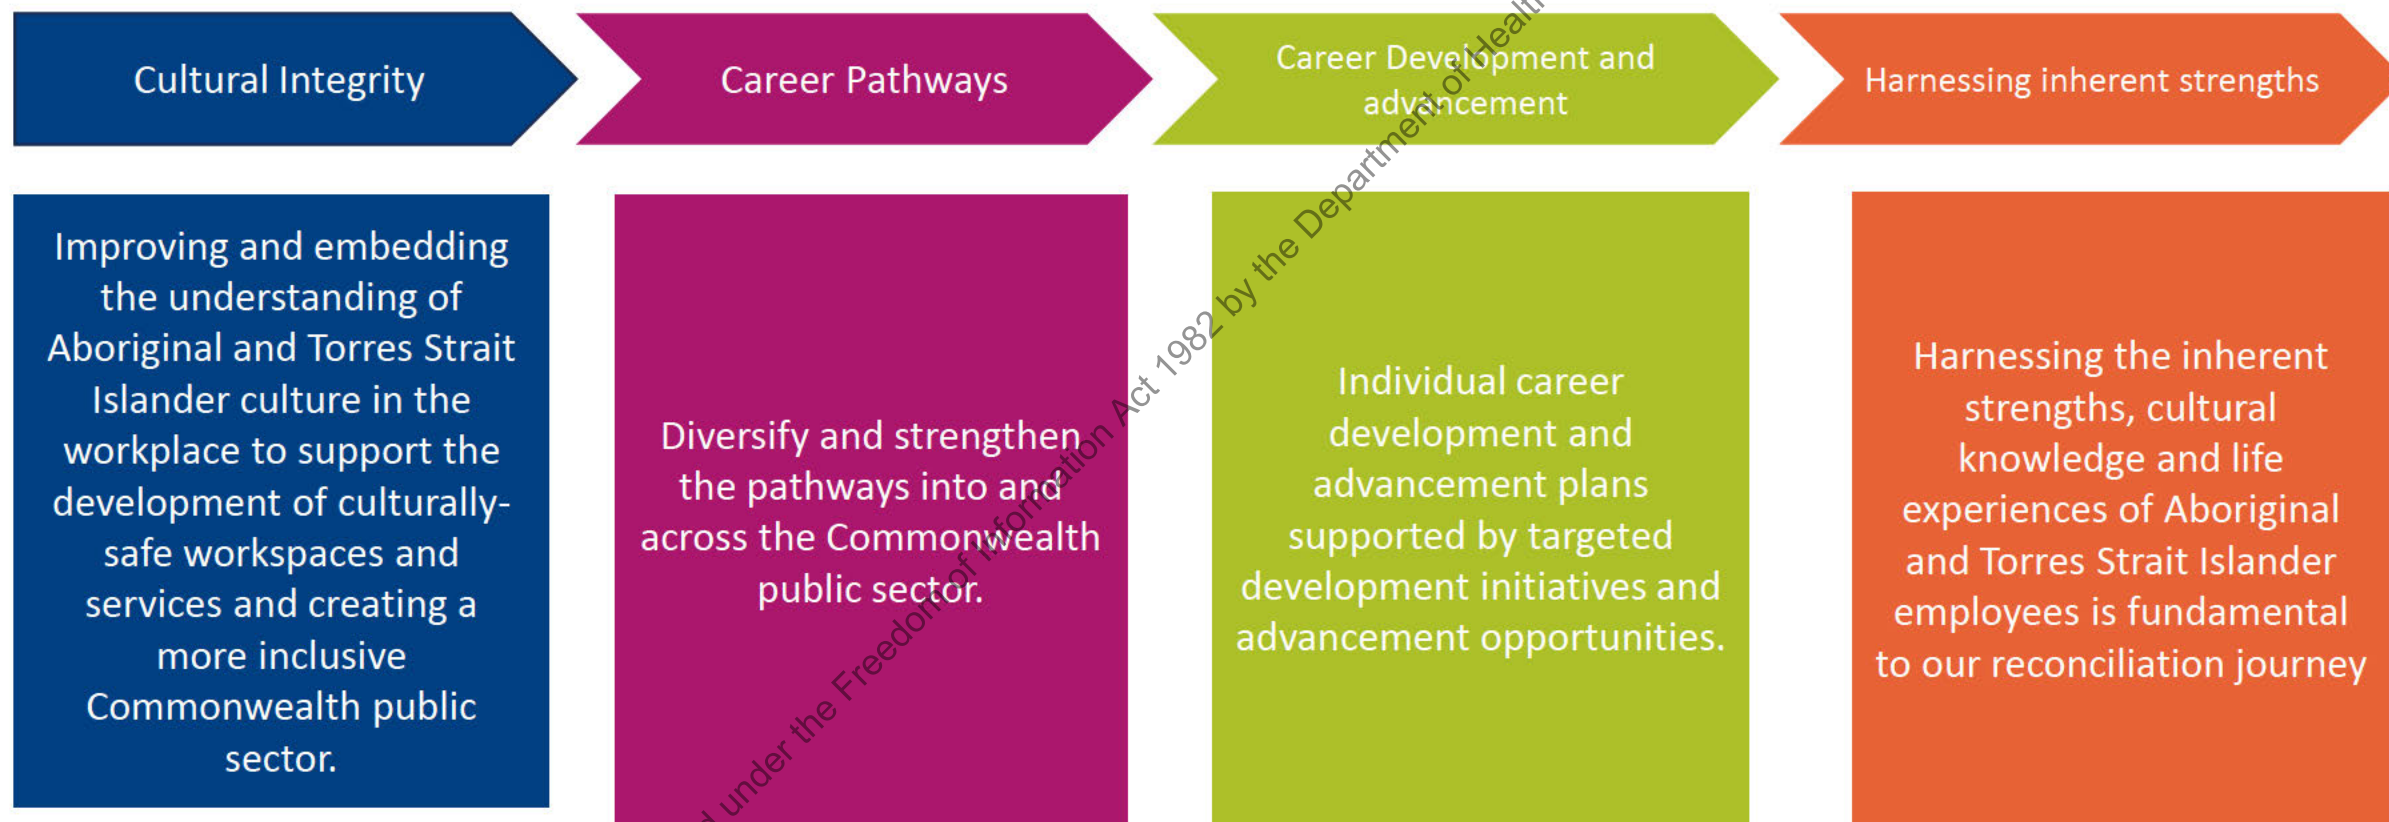 Cultural Integrity
Career Pathways
Career Development and
advancement
Harnessing inherent strengths
Improving and embedding
the understanding of
Aboriginal and Torres Strait
Islander culture in the
workplace to support the
development of culturally-
safe workspaces and
services and creating a
more inclusive
Commonwealth public
sector.
Diversify and strengthen
the pathways into and
across the Commonwealth
public sector.
Individual career
development and
advancement plans
supported by targeted
development initiatives and
advancement opportunities.
Harnessing the inherent
strengths, cultural
knowledge and life
experiences of Aboriginal
and Torres Strait Islander
employees is fundamental
to our reconciliation journey
under the Freedom of Information Act 1982 by the Department of Health